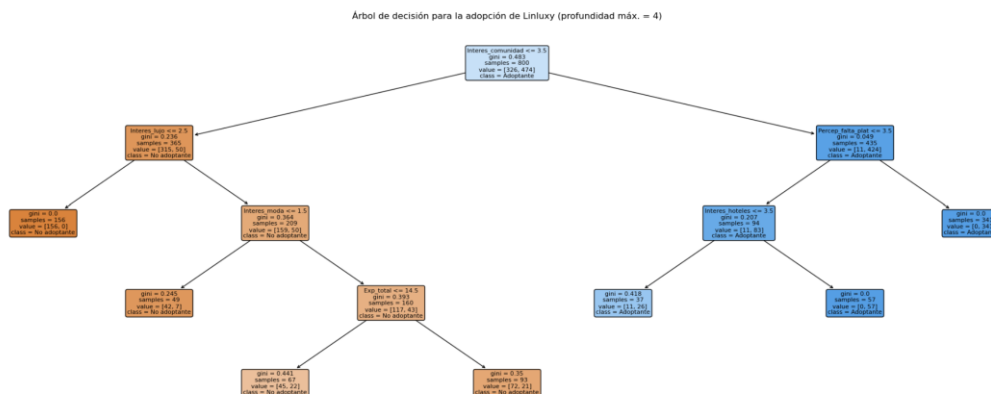 Árbol de decisión para la adopción de Linluxy (profundidad máx. = 4)
Interes_comunidad <= 3.5
gini = 0.483
samples = 800
value = [326, 474]
class = Adoptante
Interes_lujo <= 2.5
gini = 0.236
samples = 365
value = [315, 50]
class = No adoptante
Percep_falta_plat <= 3.5
gini = 0.049
samples = 435
value = [11, 424]
class = Adoptante
gini = 0.0
samples = 156
value = [156, 0]
class = No adoptante
Interes_moda <= 1.5
gini = 0.364
samples = 209
value = [159, 50]
class = No adoptante
Interes_hoteles <= 3.5
gini = 0.207
samples = 94
value = [11, 83]
class = Adoptante
gini = 0.0
samples = 341
value = [0, 341]
class = Adoptante
gini = 0.245
samples = 49
value = [42, 7]
class = No adoptante
Exp_total <= 14.5
gini = 0.393
samples = 160
value = [117, 43]
class = No adoptante
gini = 0.418
samples = 37
value = [11, 26]
class = Adoptante
gini = 0.0
samples = 57
value = [0, 57]
class = Adoptante
gini = 0.441
samples = 67
value = [45, 22]
class = No adoptante
gini = 0.35
samples = 93
value = [72, 21]
class = No adoptante